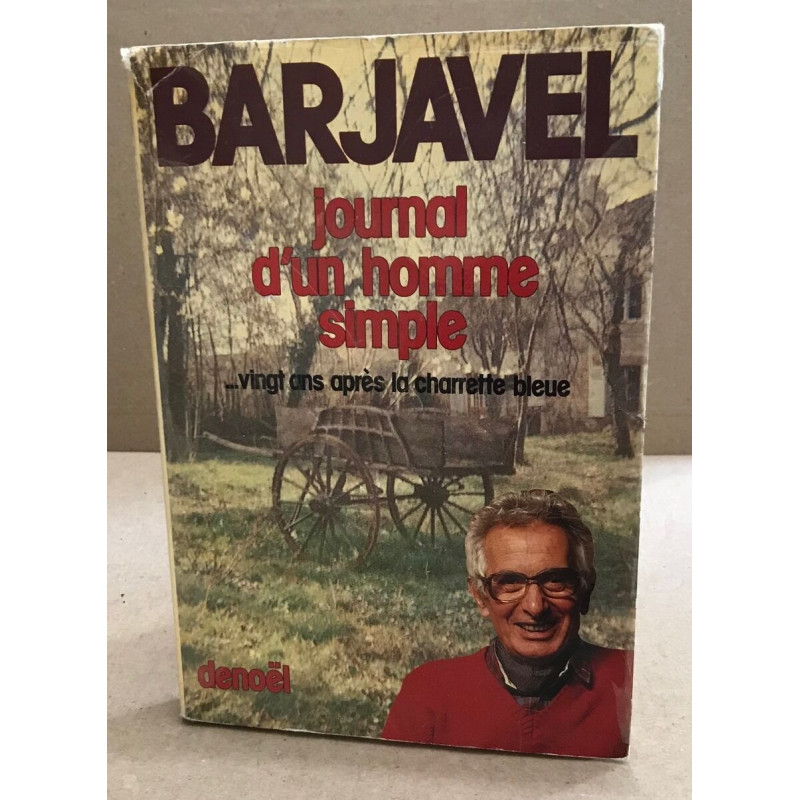 BARJAVEL
journal
d'un homme
simple
...vingt ans après la charrette bleue
denoël